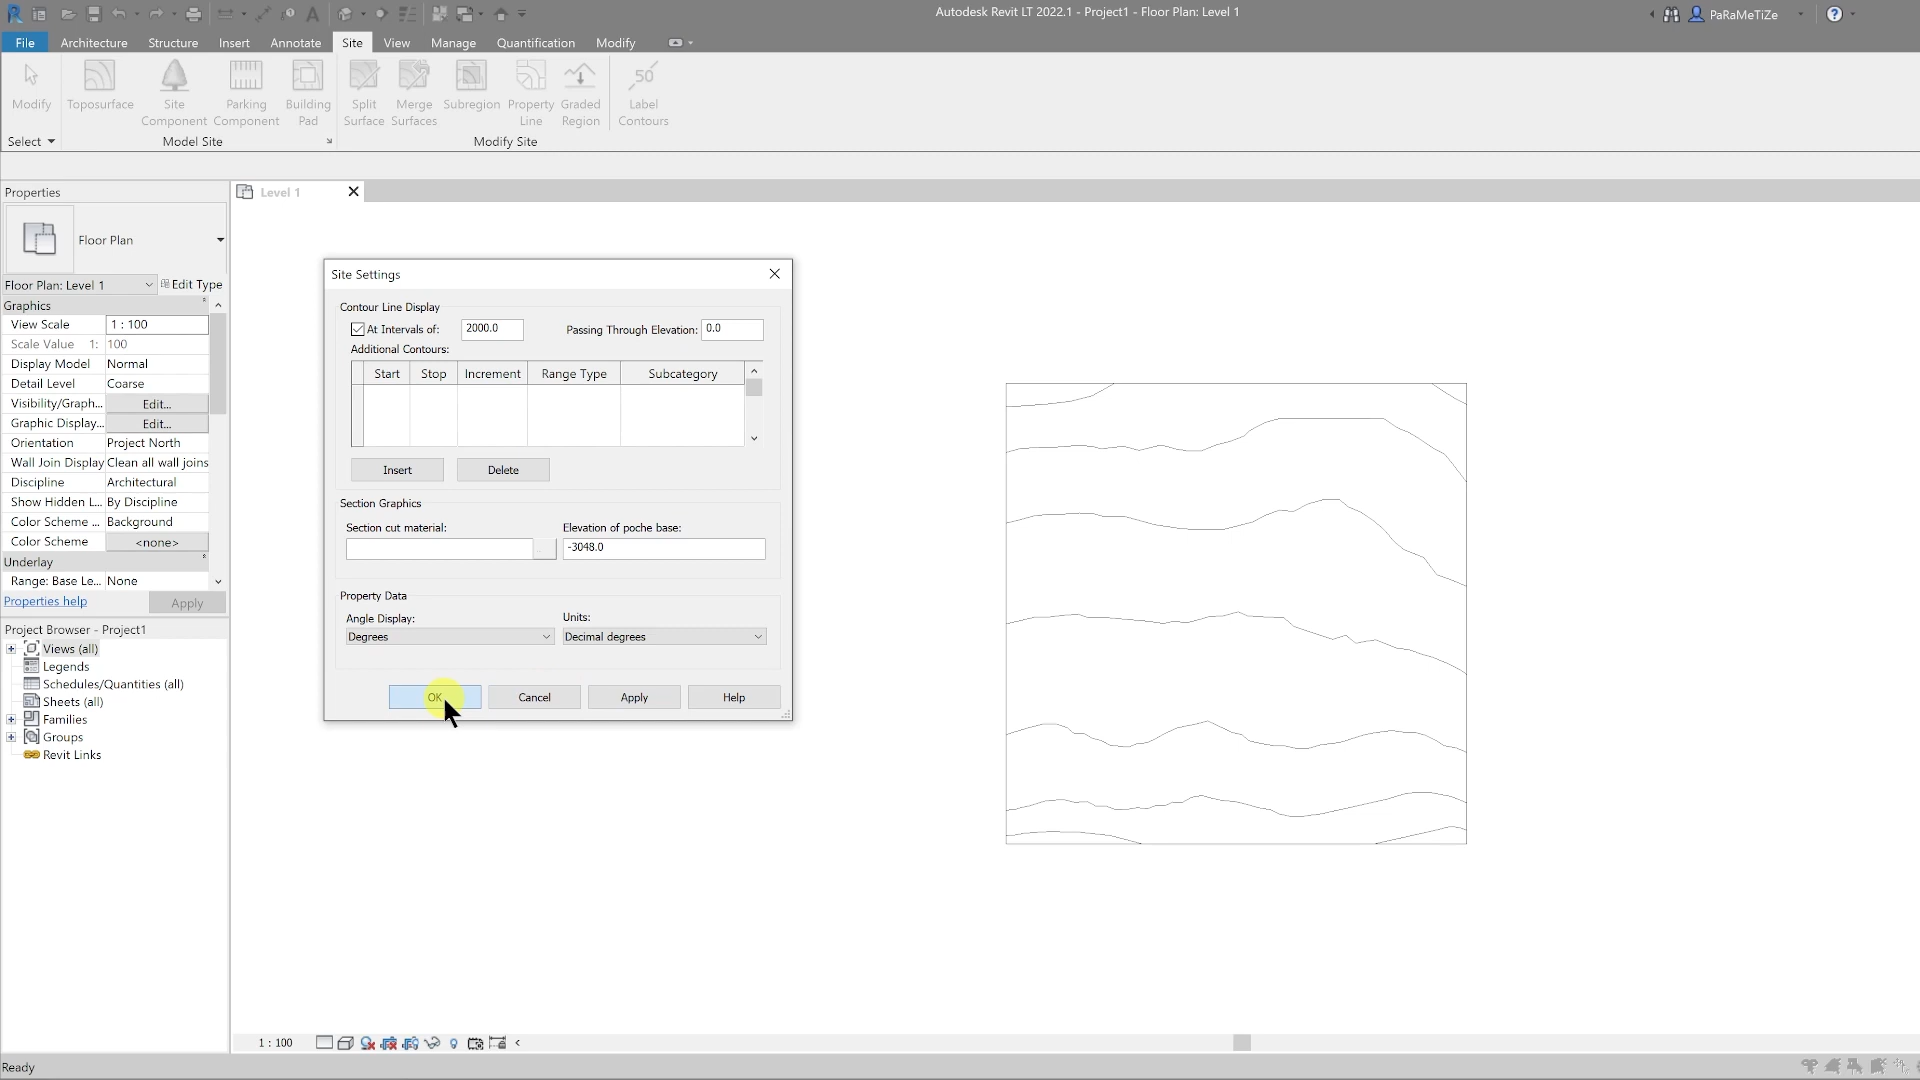 Autodesk Revit LT 2022.1 - Project1 - Floor Plan: Level 1
PaRaMeTiZe
File Architecture Structure Insert Annotate Site View Manage Quantification Modify
Modify
Toposurface
Site Component
Parking Component
Building Pad
Split Surface
Merge Surfaces
Subregion
Property Line
Graded Region
50
Label Contours
Select
Model Site
Modify Site
Properties
Floor Plan
Floor Plan: Level 1
Edit Type
Graphics
View Scale 1 : 100
Scale Value 1: 100
Display Model Normal
Detail Level Coarse
Visibility/Graph... Edit...
Graphic Display... Edit...
Orientation Project North
Wall Join Display Clean all wall joins
Discipline Architectural
Show Hidden L... By Discipline
Color Scheme ... Background
Color Scheme <none>
Underlay
Range: Base Le... None
Properties help
Apply
Project Browser - Project1
Views (all)
Legends
Schedules/Quantities (all)
Sheets (all)
Families
Groups
Revit Links
Level 1
Site Settings
Contour Line Display
At Intervals of: 2000.0 Passing Through Elevation: 0.0
Additional Contours:
Start Stop Increment Range Type Subcategory
Insert Delete
Section Graphics
Section cut material: Elevation of poche base:
-3048.0
Property Data
Angle Display: Units:
Degrees Decimal degrees
OK Cancel Apply Help
1 : 100
Ready